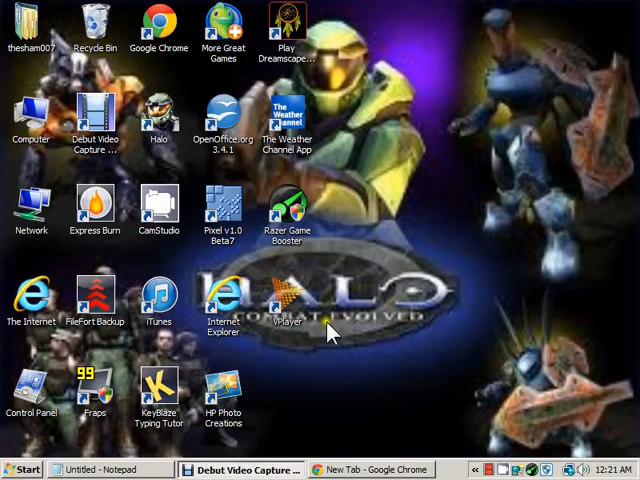 thesham007
Recycle Bin
Google Chrome
More Great
Games
Play
Dreamscape...
Computer
Debut Video
Capture ...
Halo
OpenOffice.org
3.4.1
The
Weather
Channel
The Weather
Channel App
Network
Express Burn
CamStudio
Pixel v1.0
Beta7
Razer Game
Booster
HALO
COMBAT EVOLVED
The Internet
FileFort Backup
iTunes
Internet
Explorer
VPlayer
99
Control Panel
Fraps
KeyBlaze
Typing Tutor
HP Photo
Creations
Start
Untitled - Notepad
Debut Video Capture ...
New Tab - Google Chrome
«
12:21 AM